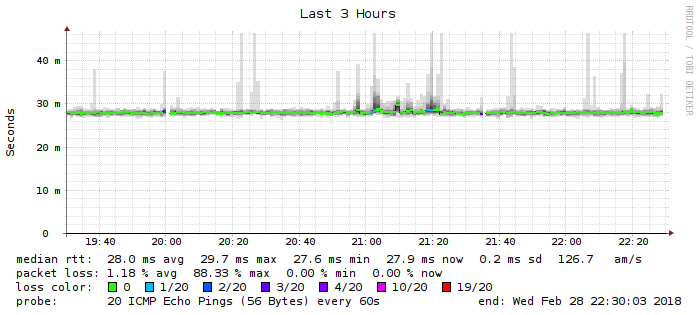 Last 3 Hours
RRDTOOL / TOBI OETIKER
Seconds
40 m
30 m
20 m
10 m
0
19:40 20:00 20:20 20:40 21:00 21:20 21:40 22:00 22:20
median rtt: 28.0 ms avg 29.7 ms max 27.6 ms min 27.9 ms now 0.2 ms sd 126.7 am/s
packet loss: 1.18 % avg 88.33 % max 0.00 % min 0.00 % now
loss color: 0 1/20 2/20 3/20 4/20 10/20 19/20
probe: 20 ICMP Echo Pings (56 Bytes) every 60s end: Wed Feb 28 22:30:03 2018